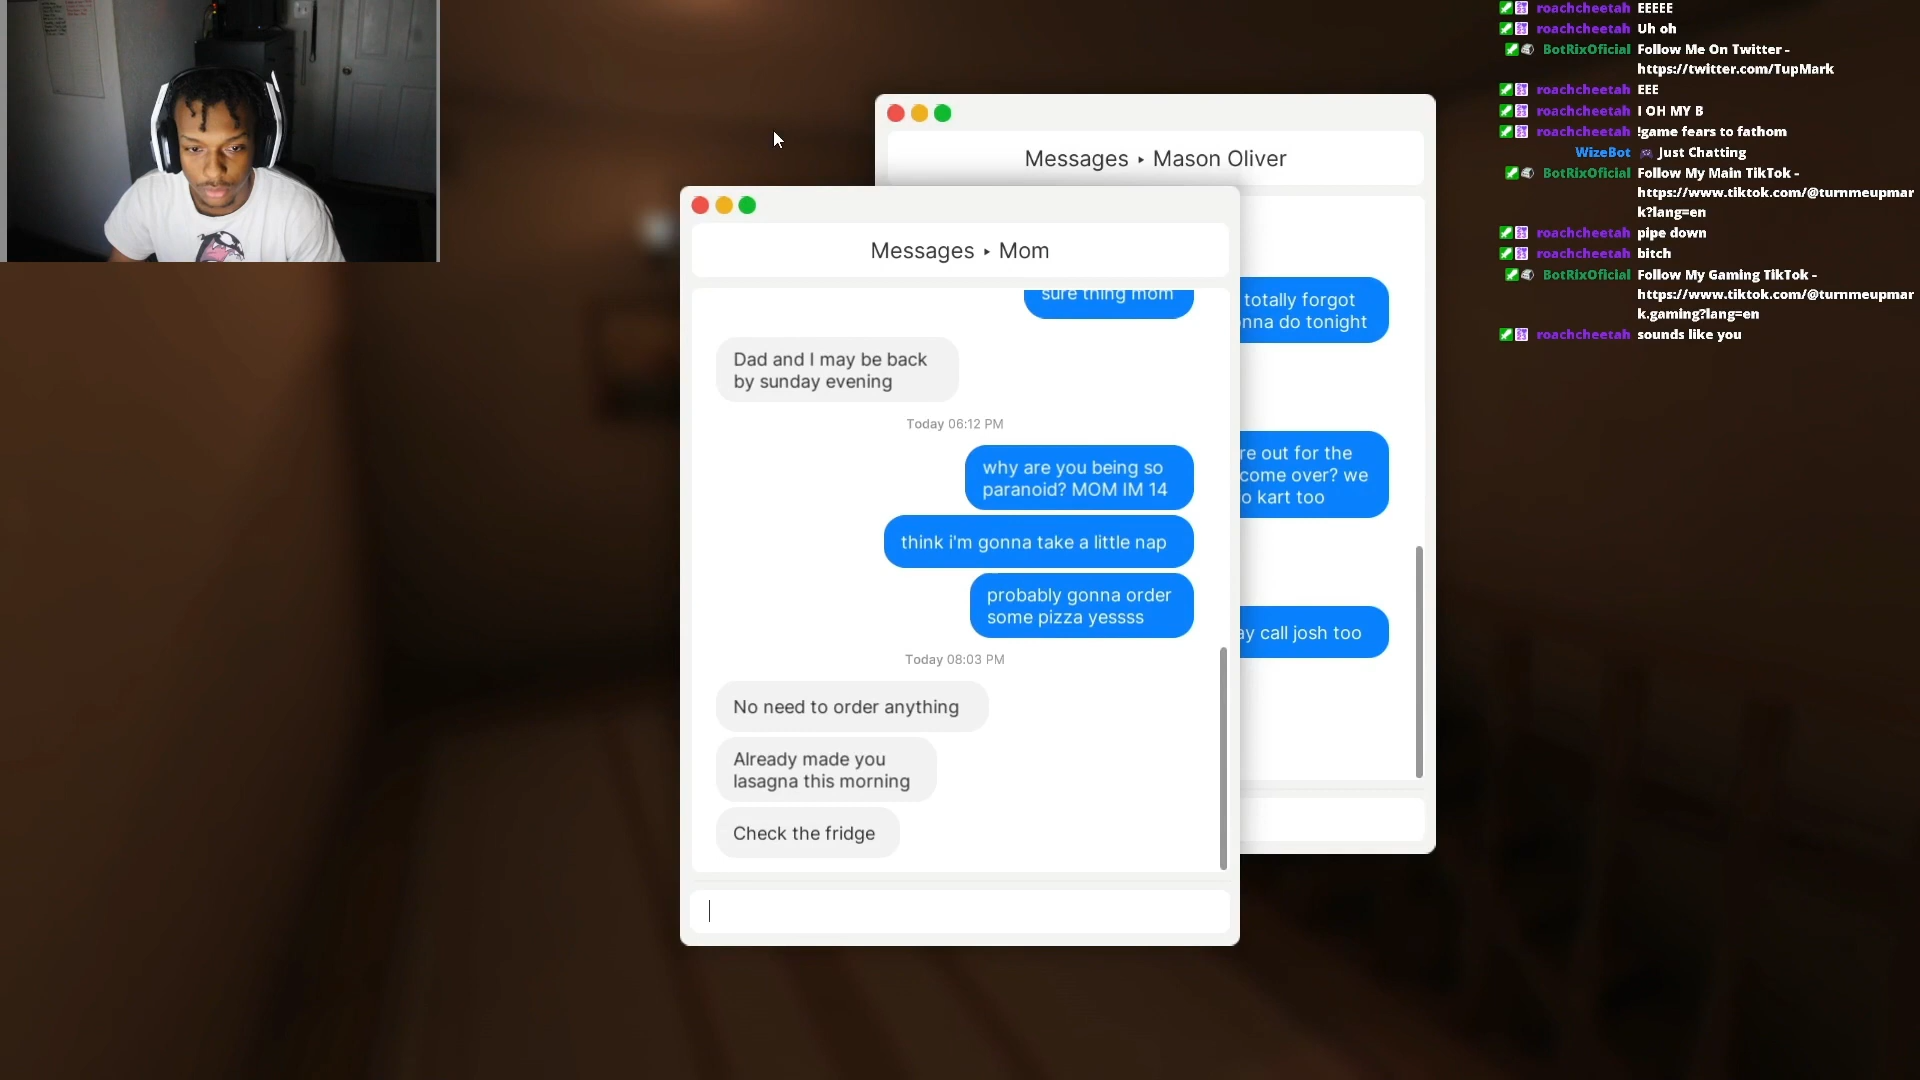 Messages ‣ Mason Oliver
totally forgot
nna do tonight
re out for the
come over? we
o kart too
ay call josh too
Messages ‣ Mom
sure thing mom
Dad and I may be back
by sunday evening
Today 06:12 PM
why are you being so
paranoid? MOM IM 14
think i'm gonna take a little nap
probably gonna order
some pizza yessss
Today 08:03 PM
No need to order anything
Already made you
lasagna this morning
Check the fridge
roachcheetah EEEEE
roachcheetah Uh oh
BotRixOficial Follow Me On Twitter -
https://twitter.com/TupMark
roachcheetah EEE
roachcheetah I OH MY B
roachcheetah !game fears to fathom
WizeBot 🎮 Just Chatting
BotRixOficial Follow My Main TikTok -
https://www.tiktok.com/@turnmeupmar
k?lang=en
roachcheetah pipe down
roachcheetah bitch
BotRixOficial Follow My Gaming TikTok -
https://www.tiktok.com/@turnmeupmar
k.gaming?lang=en
roachcheetah sounds like you